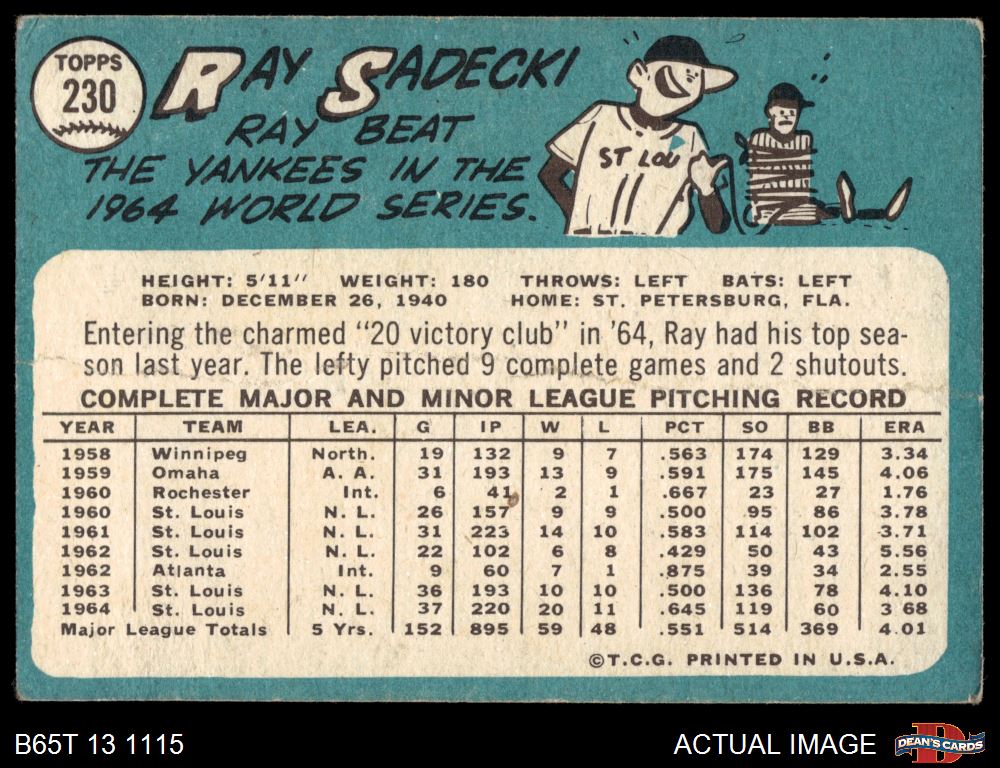 TOPPS
230
RAY SADECKI
RAY BEAT
THE YANKEES IN THE
1964 WORLD SERIES.
ST LOU
HEIGHT: 5'11" WEIGHT: 180 THROWS: LEFT BATS: LEFT
BORN: DECEMBER 26, 1940 HOME: ST. PETERSBURG, FLA.
Entering the charmed "20 victory club" in '64, Ray had his top sea-
son last year. The lefty pitched 9 complete games and 2 shutouts.
COMPLETE MAJOR AND MINOR LEAGUE PITCHING RECORD
YEAR TEAM LEA. G IP W L PCT SO BB ERA
1958 Winnipeg North. 19 132 9 7 .563 174 129 3.34
1959 Omaha A. A. 31 193 13 9 .591 175 145 4.06
1960 Rochester Int. 6 41 2 1 .667 23 27 1.76
1960 St. Louis N. L. 26 157 9 9 .500 95 86 3.78
1961 St. Louis N. L. 31 223 14 10 .583 114 102 3.71
1962 St. Louis N. L. 22 102 6 8 .429 50 43 5.56
1962 Atlanta Int. 9 60 7 1 .875 39 34 2.55
1963 St. Louis N. L. 36 193 10 10 .500 136 78 4.10
1964 St. Louis N. L. 37 220 20 11 .645 119 60 3 68
Major League Totals 5 Yrs. 152 895 59 48 .551 514 369 4.01
©T.C.G. PRINTED IN U.S.A.
B65T 13 1115
ACTUAL IMAGE
D
DEAN'S CARDS